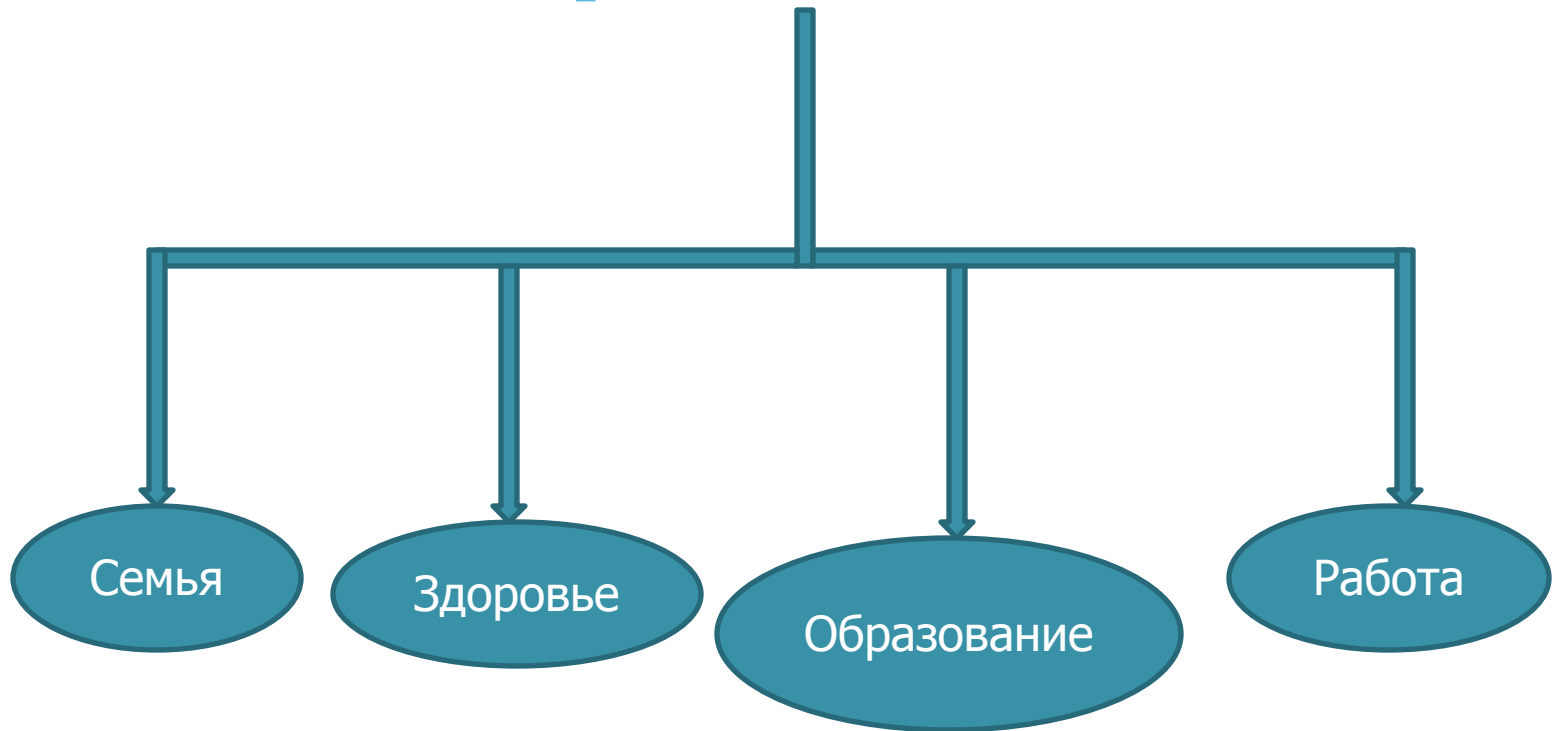 Семья
Здоровье
Образование
Работа